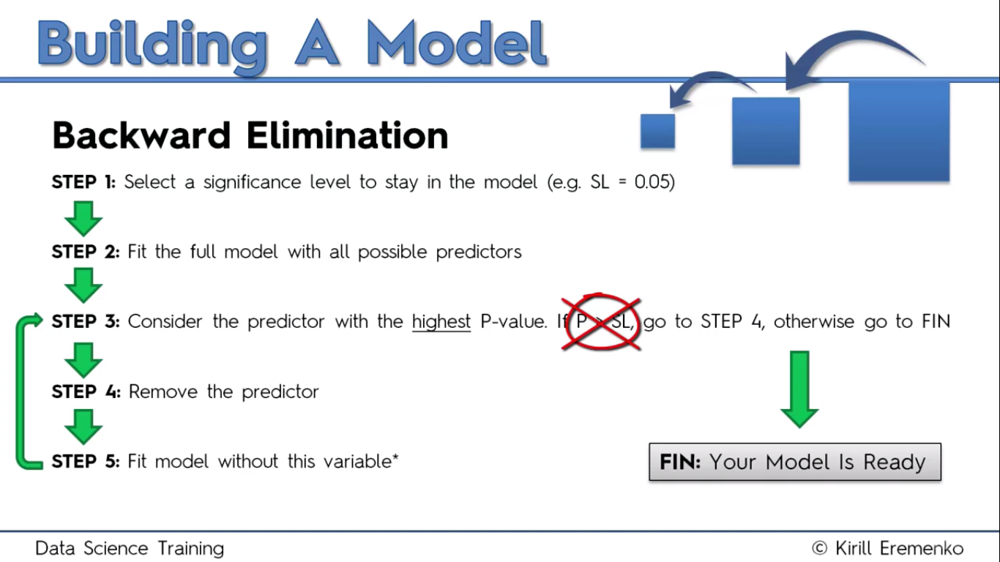 Building A Model
Backward Elimination
STEP 1: Select a significance level to stay in the model (e.g. SL = 0.05)
STEP 2: Fit the full model with all possible predictors
STEP 3: Consider the predictor with the highest P-value. If P > SL, go to STEP 4, otherwise go to FIN
STEP 4: Remove the predictor
STEP 5: Fit model without this variable*
FIN: Your Model Is Ready
Data Science Training
© Kirill Eremenko